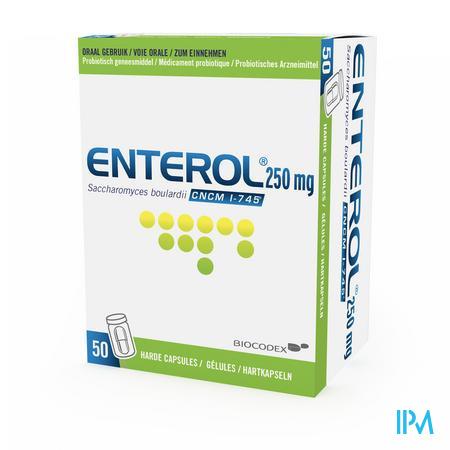 ORAAL GEBRUIK / VOIE ORALE / ZUM EINNEHMEN
Probiotisch geneesmiddel / Médicament probiotique / Probiotisches Arzneimittel
ENTEROL® 250 mg
Saccharomyces boulardii CNCM I-745
50
HARDE CAPSULES / GÉLULES / HARTKAPSELN
BIOCODEX
50
HARDE CAPSULES / GÉLULES / HARTKAPSELN
ENTEROL® 250 mg
Saccharomyces boulardii CNCM I-745
IPM